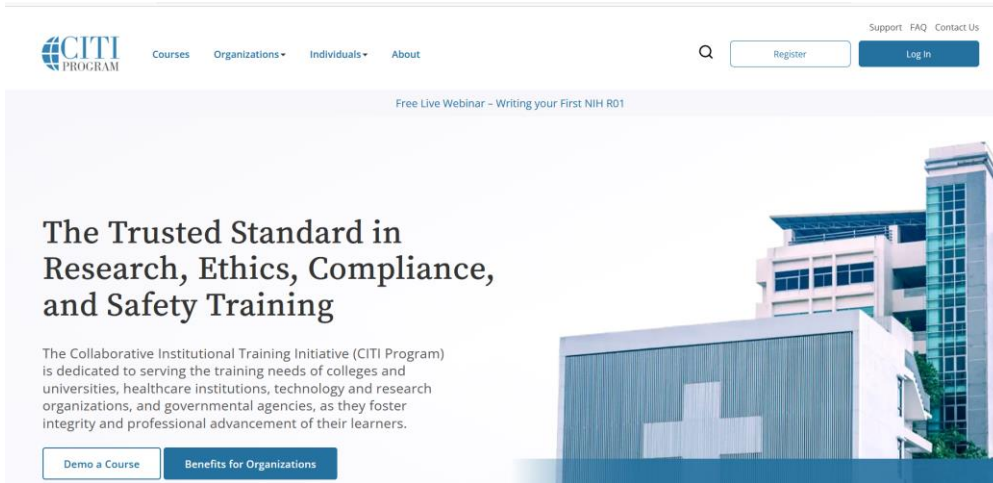 Support FAQ Contact Us
CITI
PROGRAM
Courses Organizations Individuals About
Register Log In
Free Live Webinar – Writing your First NIH R01
The Trusted Standard in
Research, Ethics, Compliance,
and Safety Training
The Collaborative Institutional Training Initiative (CITI Program)
is dedicated to serving the training needs of colleges and
universities, healthcare institutions, technology and research
organizations, and governmental agencies, as they foster
integrity and professional advancement of their learners.
Demo a Course Benefits for Organizations